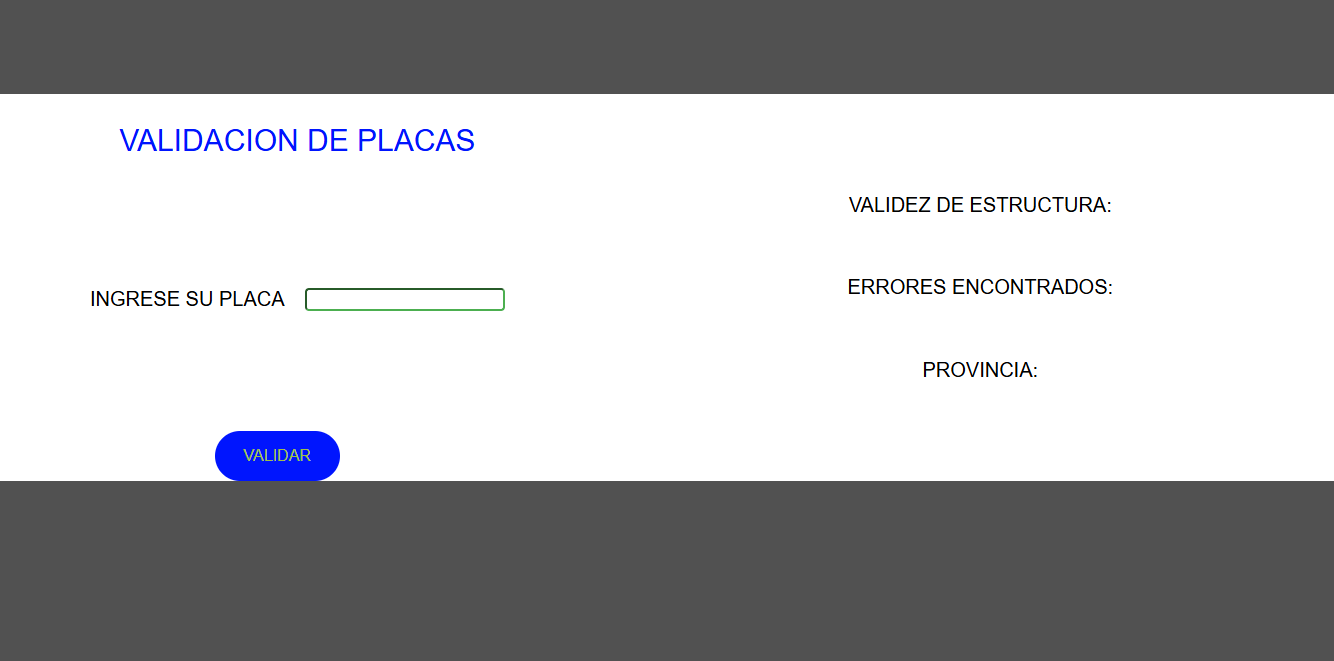 VALIDACION DE PLACAS
INGRESE SU PLACA
VALIDAR
VALIDEZ DE ESTRUCTURA:
ERRORES ENCONTRADOS:
PROVINCIA: